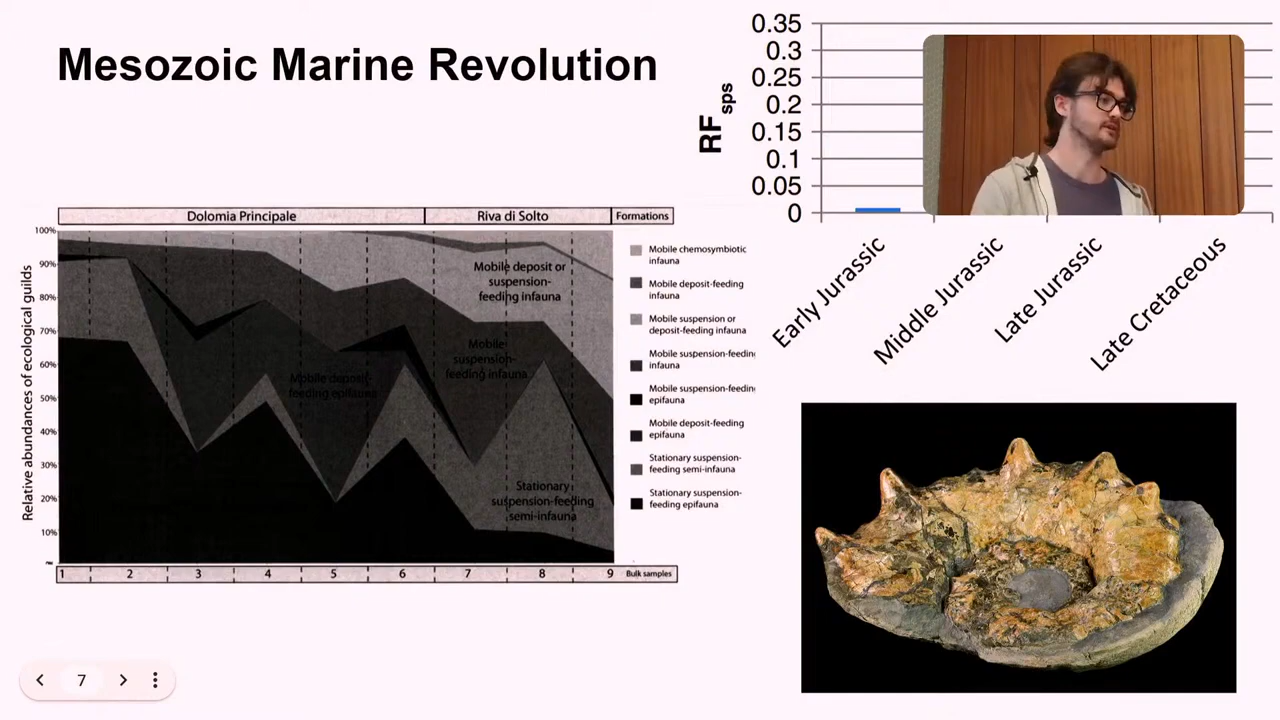 Mesozoic Marine Revolution
0.35
0.3
0.25
0.2
0.15
0.1
0.05
0
RFsps
Early Jurassic
Middle Jurassic
Late Jurassic
Late Cretaceous
Dolomia Principale
Riva di Solto
Formations
Relative abundances of ecological guilds
100%
90%
80%
70%
60%
50%
40%
30%
20%
10%
Mobile deposit or
suspension-
feeding infauna
Mobile
suspension-
feeding infauna
Mobile deposit-
feeding epifauna
Stationary
suspension-feeding
semi-infauna
Mobile chemosymbiotic
infauna
Mobile deposit-feeding
infauna
Mobile suspension or
deposit-feeding infauna
Mobile suspension-feeding
infauna
Mobile suspension-feeding
epifauna
Mobile deposit-feeding
epifauna
Stationary suspension-
feeding semi-infauna
Stationary suspension-
feeding epifauna
1 2 3 4 5 6 7 8 9 Bulk samples
7